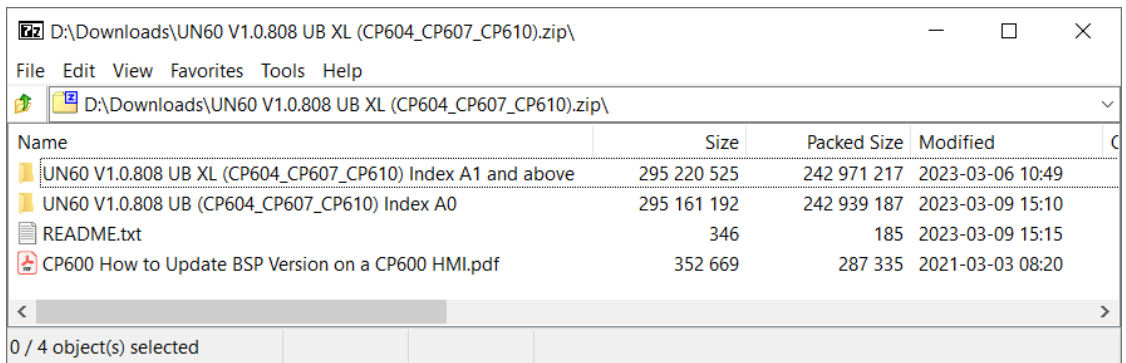 D:\Downloads\UN60 V1.0.808 UB XL (CP604_CP607_CP610).zip\
File Edit View Favorites Tools Help
D:\Downloads\UN60 V1.0.808 UB XL (CP604_CP607_CP610).zip\
Name Size Packed Size Modified
UN60 V1.0.808 UB XL (CP604_CP607_CP610) Index A1 and above 295 220 525 242 971 217 2023-03-06 10:49
UN60 V1.0.808 UB (CP604_CP607_CP610) Index A0 295 161 192 242 939 187 2023-03-09 15:10
README.txt 346 185 2023-03-09 15:15
CP600 How to Update BSP Version on a CP600 HMI.pdf 352 669 287 335 2021-03-03 08:20
0 / 4 object(s) selected